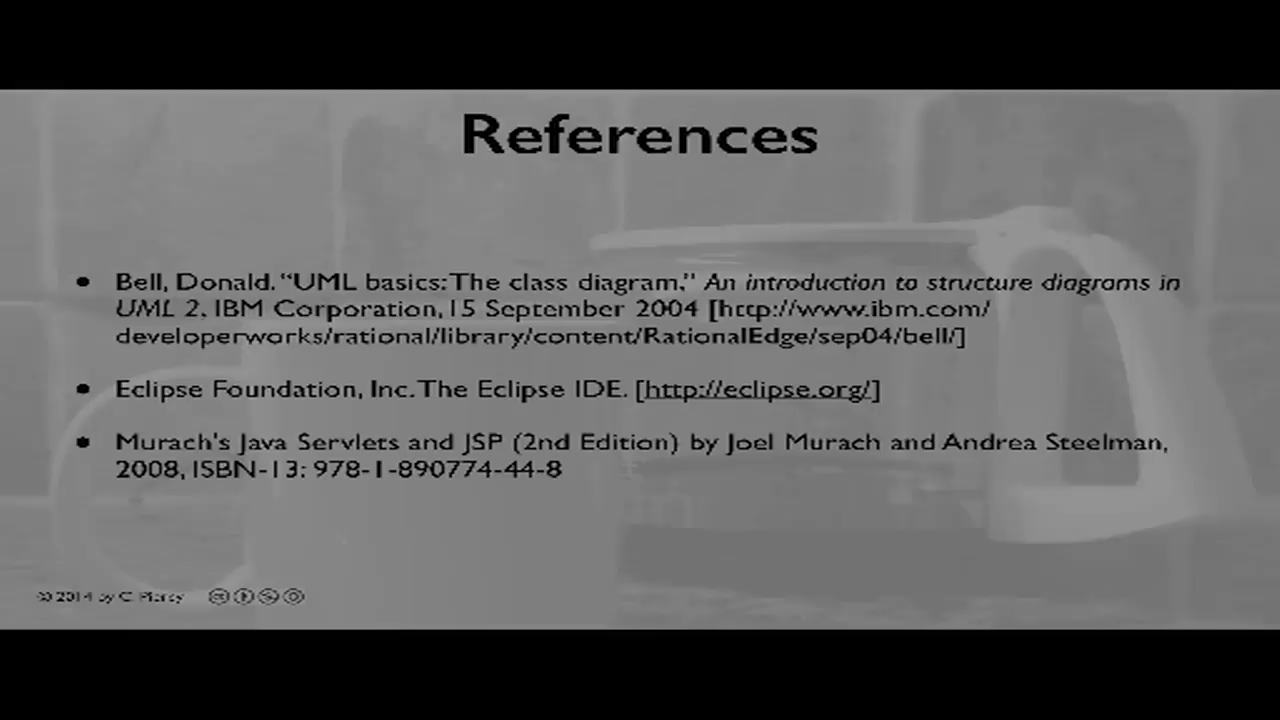 References
• Bell, Donald. “UML basics: The class diagram,” An introduction to structure diagrams in
UML 2. IBM Corporation, 15 September 2004 [http://www.ibm.com/
developerworks/rational/library/content/RationalEdge/sep04/bell/]
• Eclipse Foundation, Inc. The Eclipse IDE. [http://eclipse.org/]
• Murach's Java Servlets and JSP (2nd Edition) by Joel Murach and Andrea Steelman,
2008, ISBN-13: 978-1-890774-44-8
© 2014 by C. Piercy